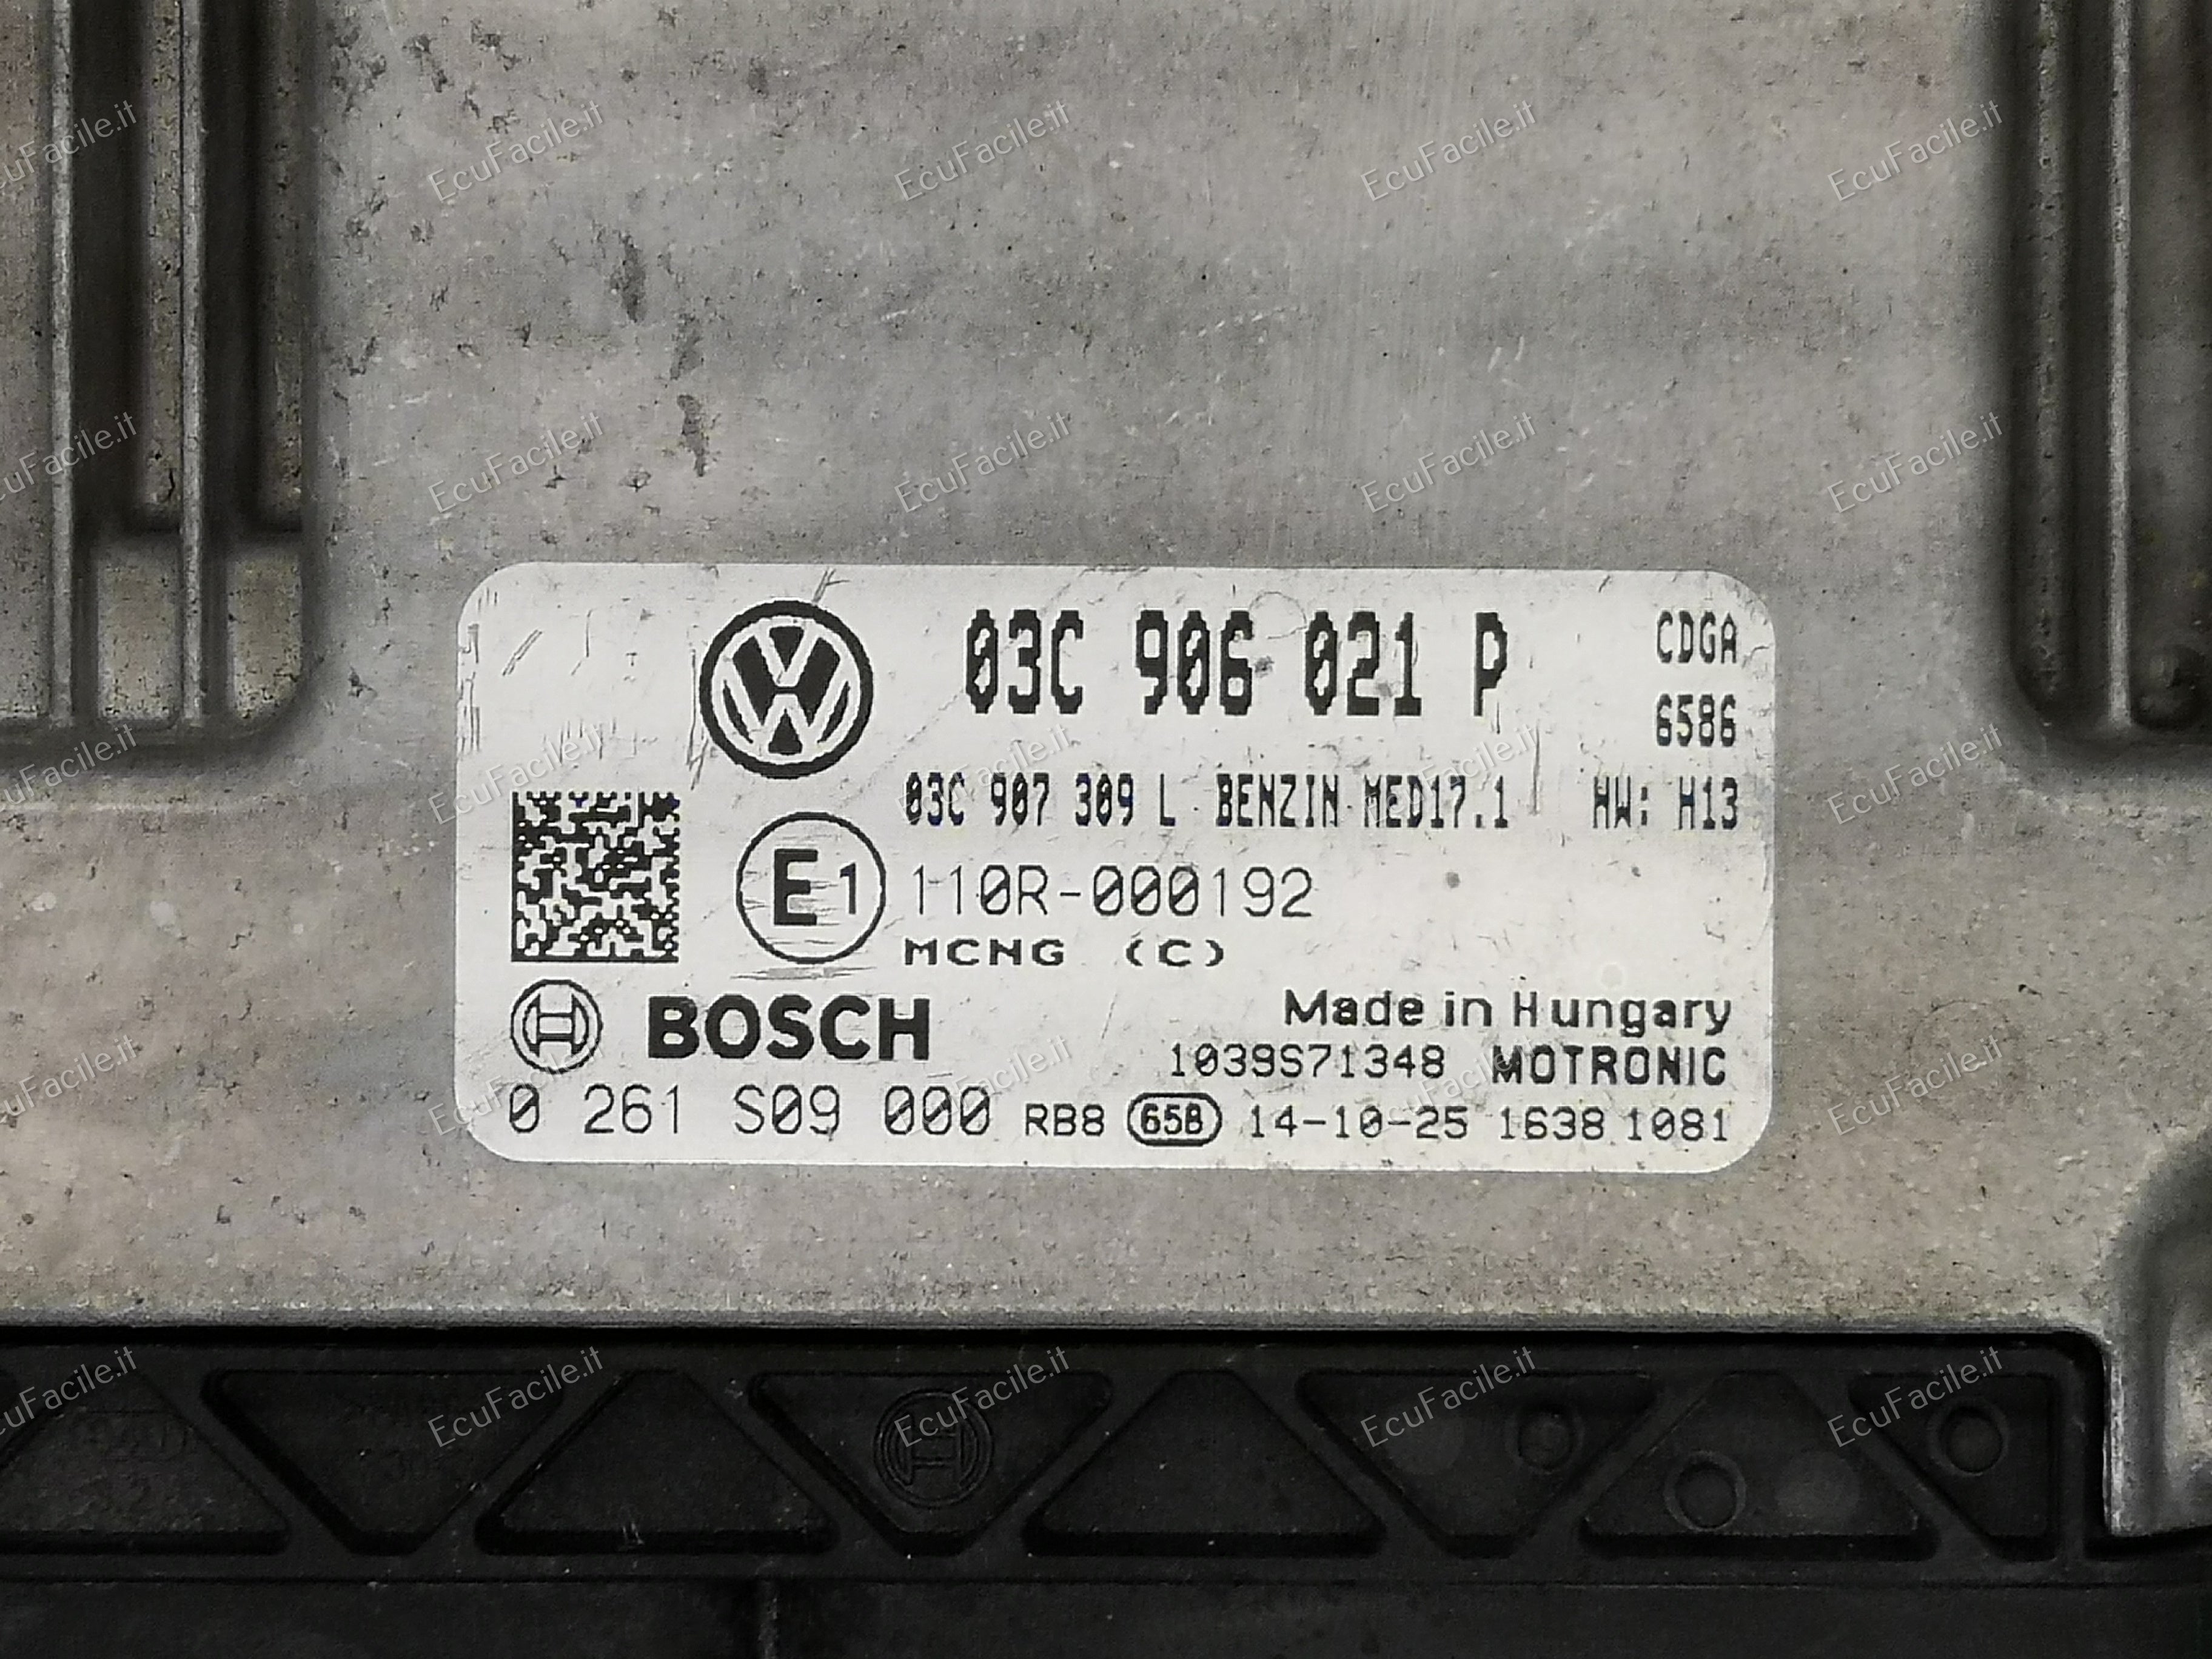 03C 906 021 P
CDGA
6586
03C 907 309 L BENZIN MED17.1 HW: H13
E1 110R-000192
MCNG (C)
BOSCH
Made in Hungary
1039S71348 MOTRONIC
0 261 S09 000 RB8 65B 14-10-25 1638 1081
EcuFacile.it